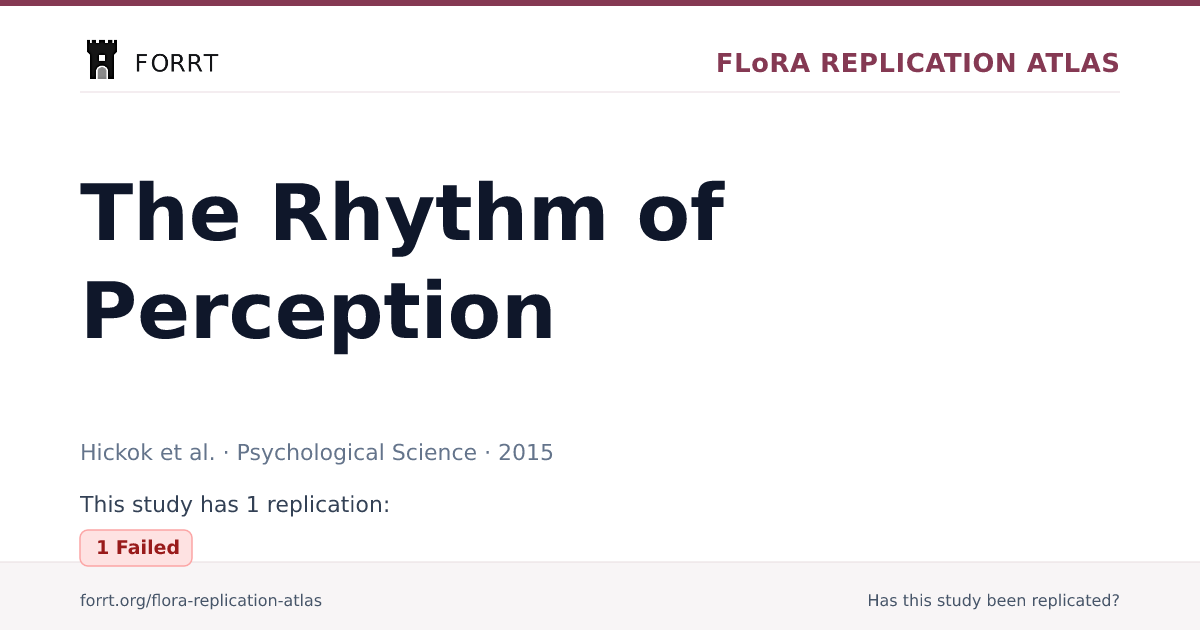 FORRT
FLoRA REPLICATION ATLAS
The Rhythm of
Perception
Hickok et al. · Psychological Science · 2015
This study has 1 replication:
1 Failed
forrt.org/flora-replication-atlas
Has this study been replicated?